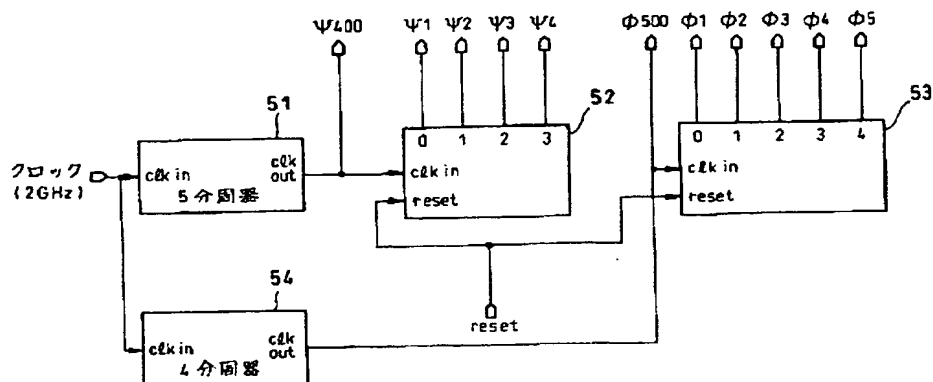 Ψ400 Ψ1 Ψ2 Ψ3 Ψ4 Φ500 Φ1 Φ2 Φ3 Φ4 Φ5
51
52
53
0 1 2 3
0 1 2 3 4
クロック
(2GHz)
clk in
clk
out
5分周器
clk in
reset
clk in
reset
54
reset
clk in
clk
out
4分周器